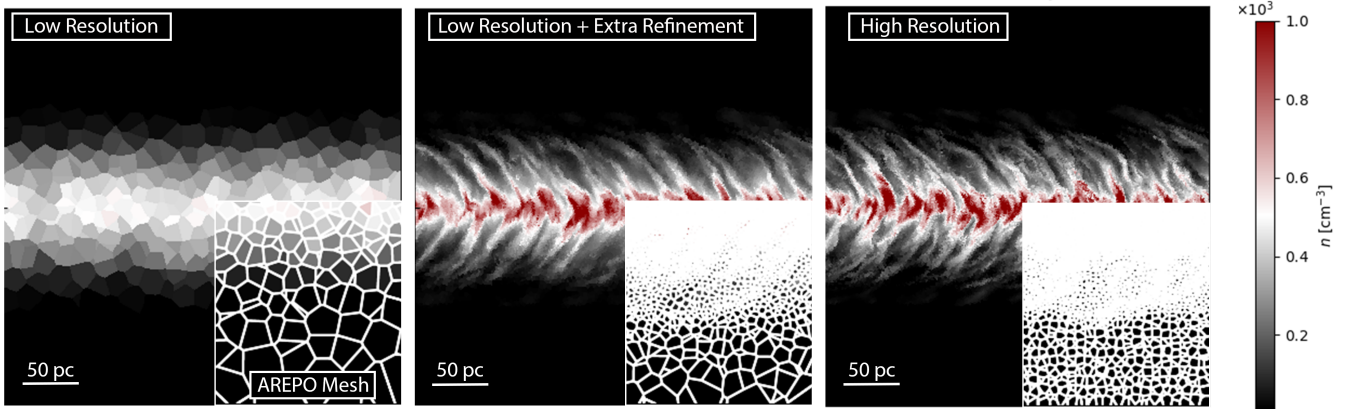 Low Resolution
Low Resolution + Extra Refinement
High Resolution
×10³
1.0
0.8
0.6
0.4
0.2
n [cm⁻³]
50 pc
AREPO Mesh
50 pc
50 pc